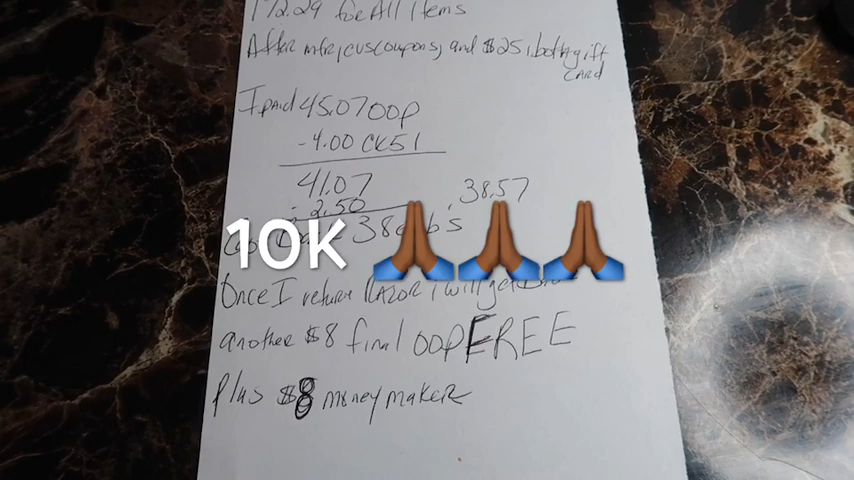 172.29 for All items
After mfr, cvs coupons, and $25 both gift
CARD
I paid 45.07 OOP
- 4.00 CK51
41.07
- 2.50
38.57
38
10K 🙏🏾🙏🏾🙏🏾
Once I return RAZOR i will get
another $8 final OOP FREE
Plus $8 money maker